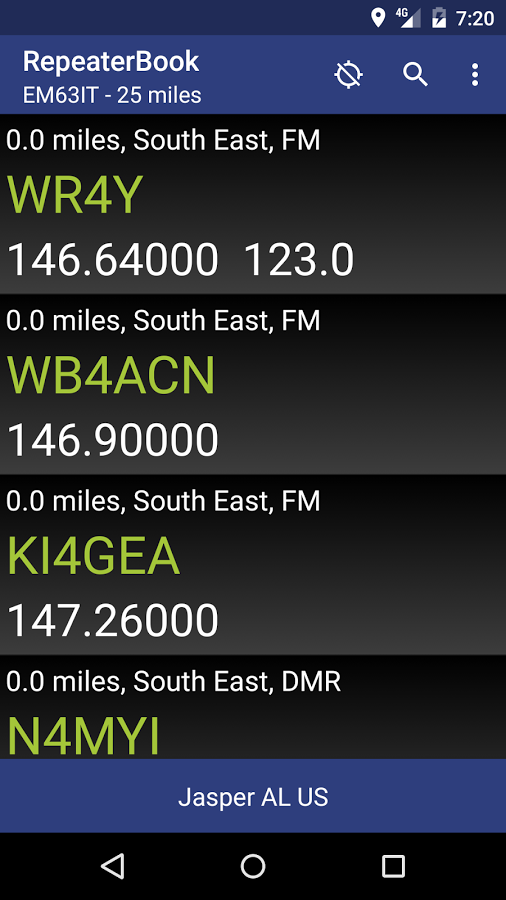 4G 7:20
RepeaterBook
EM63IT - 25 miles
0.0 miles, South East, FM
WR4Y
146.64000 123.0
0.0 miles, South East, FM
WB4ACN
146.90000
0.0 miles, South East, FM
KI4GEA
147.26000
0.0 miles, South East, DMR
N4MYI
Jasper AL US